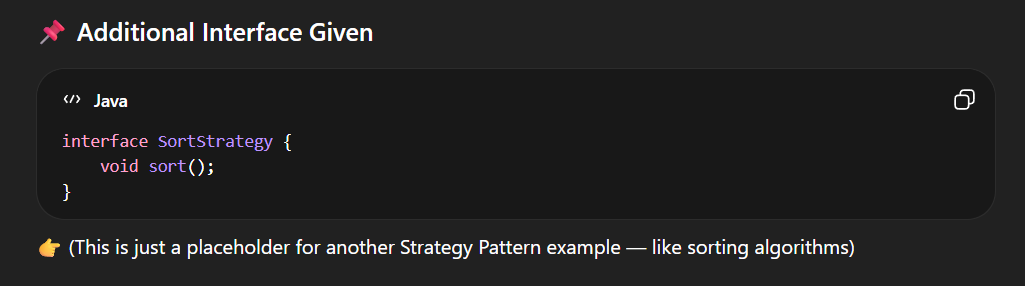 📌 Additional Interface Given
</> Java
interface SortStrategy {
    void sort();
}
👉 (This is just a placeholder for another Strategy Pattern example — like sorting algorithms)